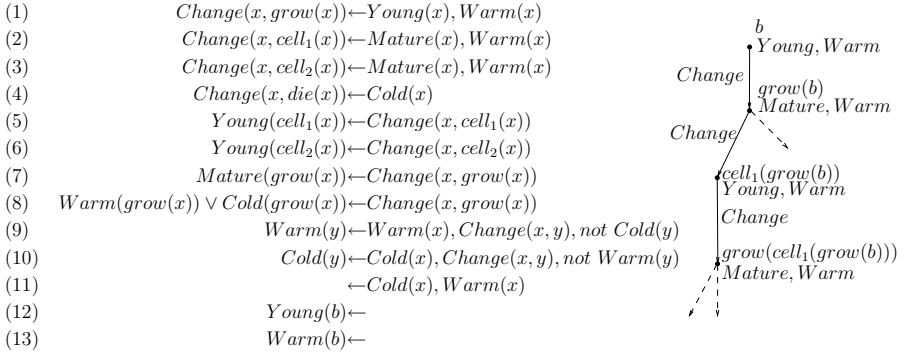 (1) Change(x, grow(x))←Young(x), Warm(x)
(2) Change(x, cell₁(x))←Mature(x), Warm(x)
(3) Change(x, cell₂(x))←Mature(x), Warm(x)
(4) Change(x, die(x))←Cold(x)
(5) Young(cell₁(x))←Change(x, cell₁(x))
(6) Young(cell₂(x))←Change(x, cell₂(x))
(7) Mature(grow(x))←Change(x, grow(x))
(8) Warm(grow(x)) ∨ Cold(grow(x))←Change(x, grow(x))
(9) Warm(y)←Warm(x), Change(x, y), not Cold(y)
(10) Cold(y)←Cold(x), Change(x, y), not Warm(y)
(11) ←Cold(x), Warm(x)
(12) Young(b)←
(13) Warm(b)←
b
Young, Warm
Change
grow(b)
Mature, Warm
Change
cell₁(grow(b))
Young, Warm
Change
grow(cell₁(grow(b)))
Mature, Warm